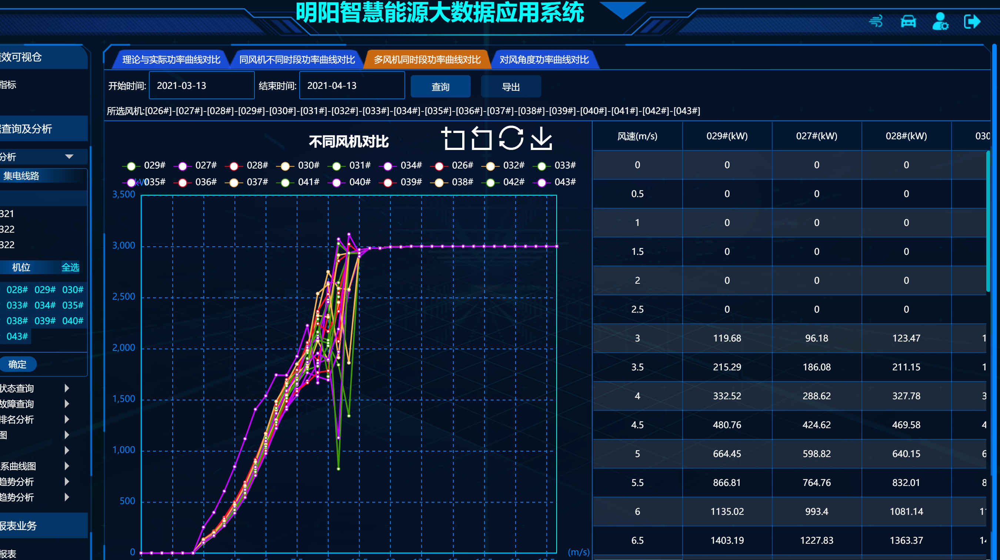 明阳智慧能源大数据应用系统
绩效可视仓
指标
查询及分析
分析
集电线路
321
322
322
机位 全选
028# 029# 030#
033# 034# 035#
038# 039# 040#
043#
确定
状态查询
故障查询
排名分析
图
系曲线图
趋势分析
趋势分析
报表业务
报表
理论与实际功率曲线对比 同风机不同时段功率曲线对比 多风机同时段功率曲线对比 对风角度功率曲线对比
开始时间: 2021-03-13 结束时间: 2021-04-13 查询 导出
所选风机:[026#]-[027#]-[028#]-[029#]-[030#]-[031#]-[032#]-[033#]-[034#]-[035#]-[036#]-[037#]-[038#]-[039#]-[040#]-[041#]-[042#]-[043#]
不同风机对比
029# 027# 028# 030# 031# 034# 026# 032# 033#
035# 036# 037# 041# 040# 039# 038# 042# 043#
kW
3,500
3,000
2,500
2,000
1,500
1,000
500
0
(m/s)
风速(m/s) 029#(kW) 027#(kW) 028#(kW) 030
0 0 0 0
0.5 0 0 0
1 0 0 0
1.5 0 0 0
2 0 0 0
2.5 0 0 0
3 119.68 96.18 123.47 1
3.5 215.29 186.08 211.15 1
4 332.52 288.62 327.78 3
4.5 480.76 424.62 469.58 4
5 664.45 598.82 640.15 6
5.5 866.81 764.76 832.01 8
6 1135.02 993.4 1081.14 1
6.5 1403.19 1227.83 1363.37 14